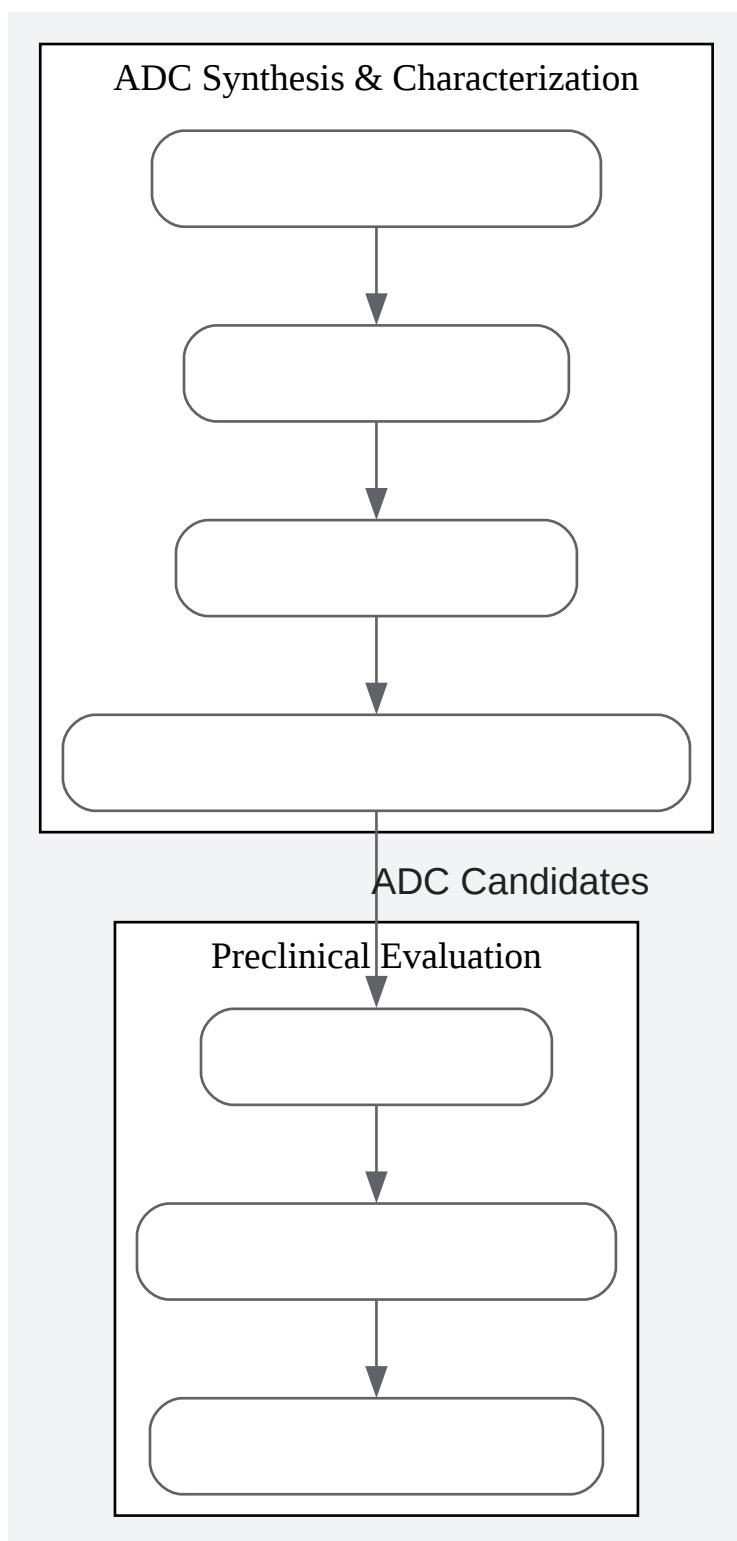 ADC Synthesis & Characterization
ADC Candidates
Preclinical Evaluation